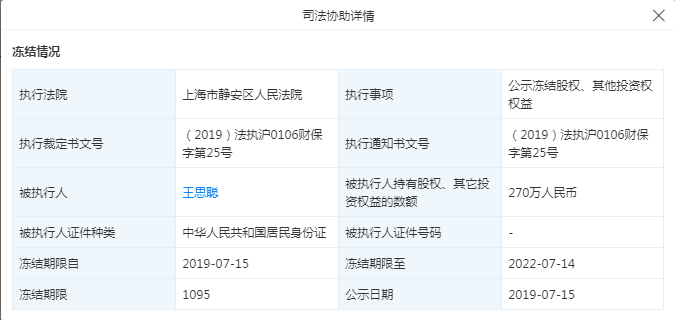 司法协助详情
冻结情况
执行法院
上海市静安区人民法院
执行事项
公示冻结股权、其他投资权
权益
执行裁定书文号
（2019）法执沪0106财保
字第25号
执行通知书文号
（2019）法执沪0106财保
字第25号
被执行人
王思聪
被执行人持有股权、其它投
资权益的数额
270万人民币
被执行人证件种类
中华人民共和国居民身份证
被执行人证件号码
-
冻结期限自
2019-07-15
冻结期限至
2022-07-14
冻结期限
1095
公示日期
2019-07-15